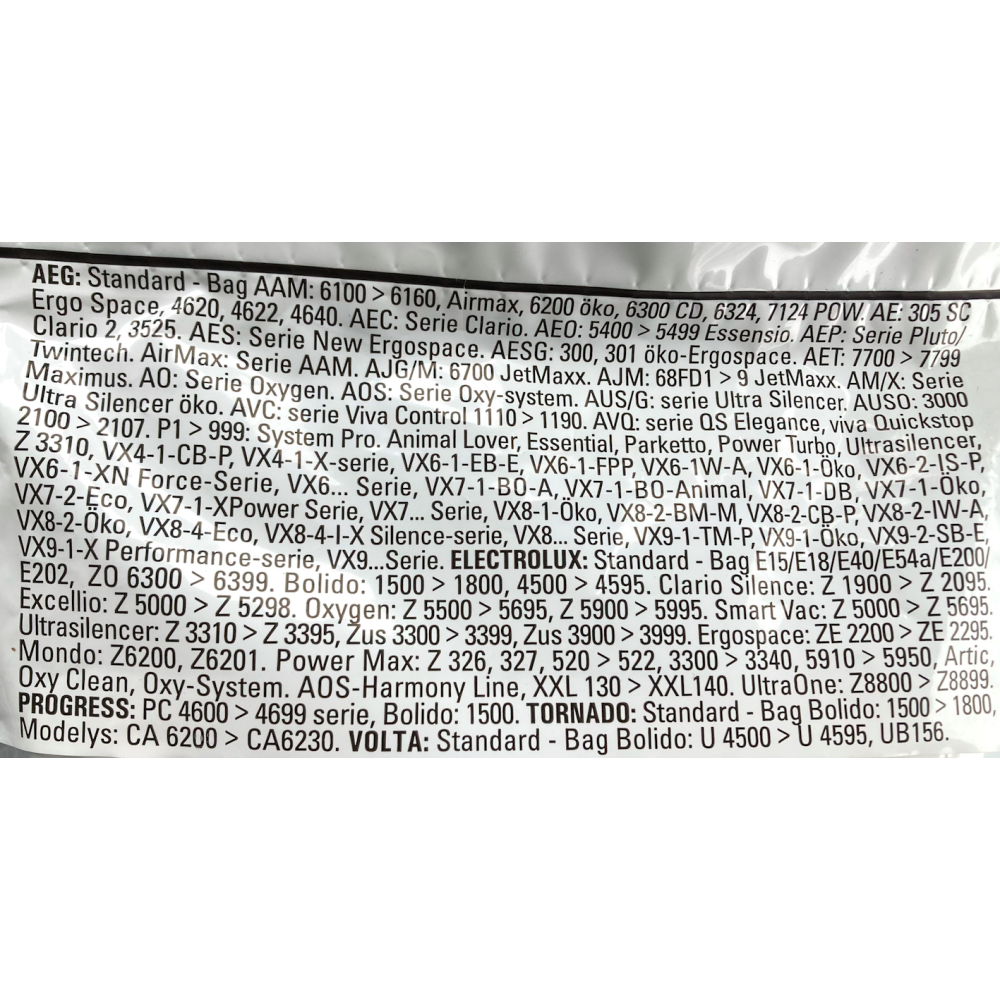 AEG: Standard - Bag AAM: 6100 > 6160, Airmax, 6200 öko, 6300 CD, 6324, 7124 POW. AE: 305 SC
Ergo Space, 4620, 4622, 4640. AEC: Serie Clario. AEO: 5400 > 5499 Essensio. AEP: Serie Pluto/
Clario 2, 3525. AES: Serie New Ergospace. AESG: 300, 301 öko-Ergospace. AET: 7700 > 7799
Twintech. AirMax: Serie AAM. AJG/M: 6700 JetMaxx. AJM: 68FD1 > 9 JetMaxx. AM/X: Serie
Maximus. AO: Serie Oxygen. AOS: Serie Oxy-system. AUS/G: serie Ultra Silencer. AUSO: 3000
Ultra Silencer öko. AVC: serie Viva Control 1110 > 1190. AVQ: serie QS Elegance, viva Quickstop
2100 > 2107. P1 > 999: System Pro. Animal Lover, Essential, Parketto, Power Turbo, Ultrasilencer,
Z 3310, VX4-1-CB-P, VX4-1-X-serie, VX6-1-EB-E, VX6-1-FPP, VX6-1W-A, VX6-1-Öko, VX6-2-IS-P,
VX6-1-XN Force-Serie, VX6... Serie, VX7-1-BO-A, VX7-1-BO-Animal, VX7-1-DB, VX7-1-Öko,
VX7-2-Eco, VX7-1-XPower Serie, VX7... Serie, VX8-1-Öko, VX8-2-BM-M, VX8-2-CB-P, VX8-2-IW-A,
VX8-2-Öko, VX8-4-Eco, VX8-4-I-X Silence-serie, VX8... Serie, VX9-1-TM-P, VX9-1-Öko, VX9-2-SB-E,
VX9-1-X Performance-serie, VX9...Serie. ELECTROLUX: Standard - Bag E15/E18/E40/E54a/E200/
E202, ZO 6300 > 6399. Bolido: 1500 > 1800, 4500 > 4595. Clario Silence: Z 1900 > Z 2095.
Excellio: Z 5000 > Z 5298. Oxygen: Z 5500 > 5695, Z 5900 > 5995. Smart Vac: Z 5000 > Z 5695.
Ultrasilencer: Z 3310 > Z 3395, Zus 3300 > 3399, Zus 3900 > 3999. Ergospace: ZE 2200 > ZE 2295.
Mondo: Z6200, Z6201. Power Max: Z 326, 327, 520 > 522, 3300 > 3340, 5910 > 5950, Artic,
Oxy Clean, Oxy-System. AOS-Harmony Line, XXL 130 > XXL140. UltraOne: Z8800 > Z8899.
PROGRESS: PC 4600 > 4699 serie, Bolido: 1500. TORNADO: Standard - Bag Bolido: 1500 > 1800,
Modelys: CA 6200 > CA6230. VOLTA: Standard - Bag Bolido: U 4500 > U 4595, UB156.